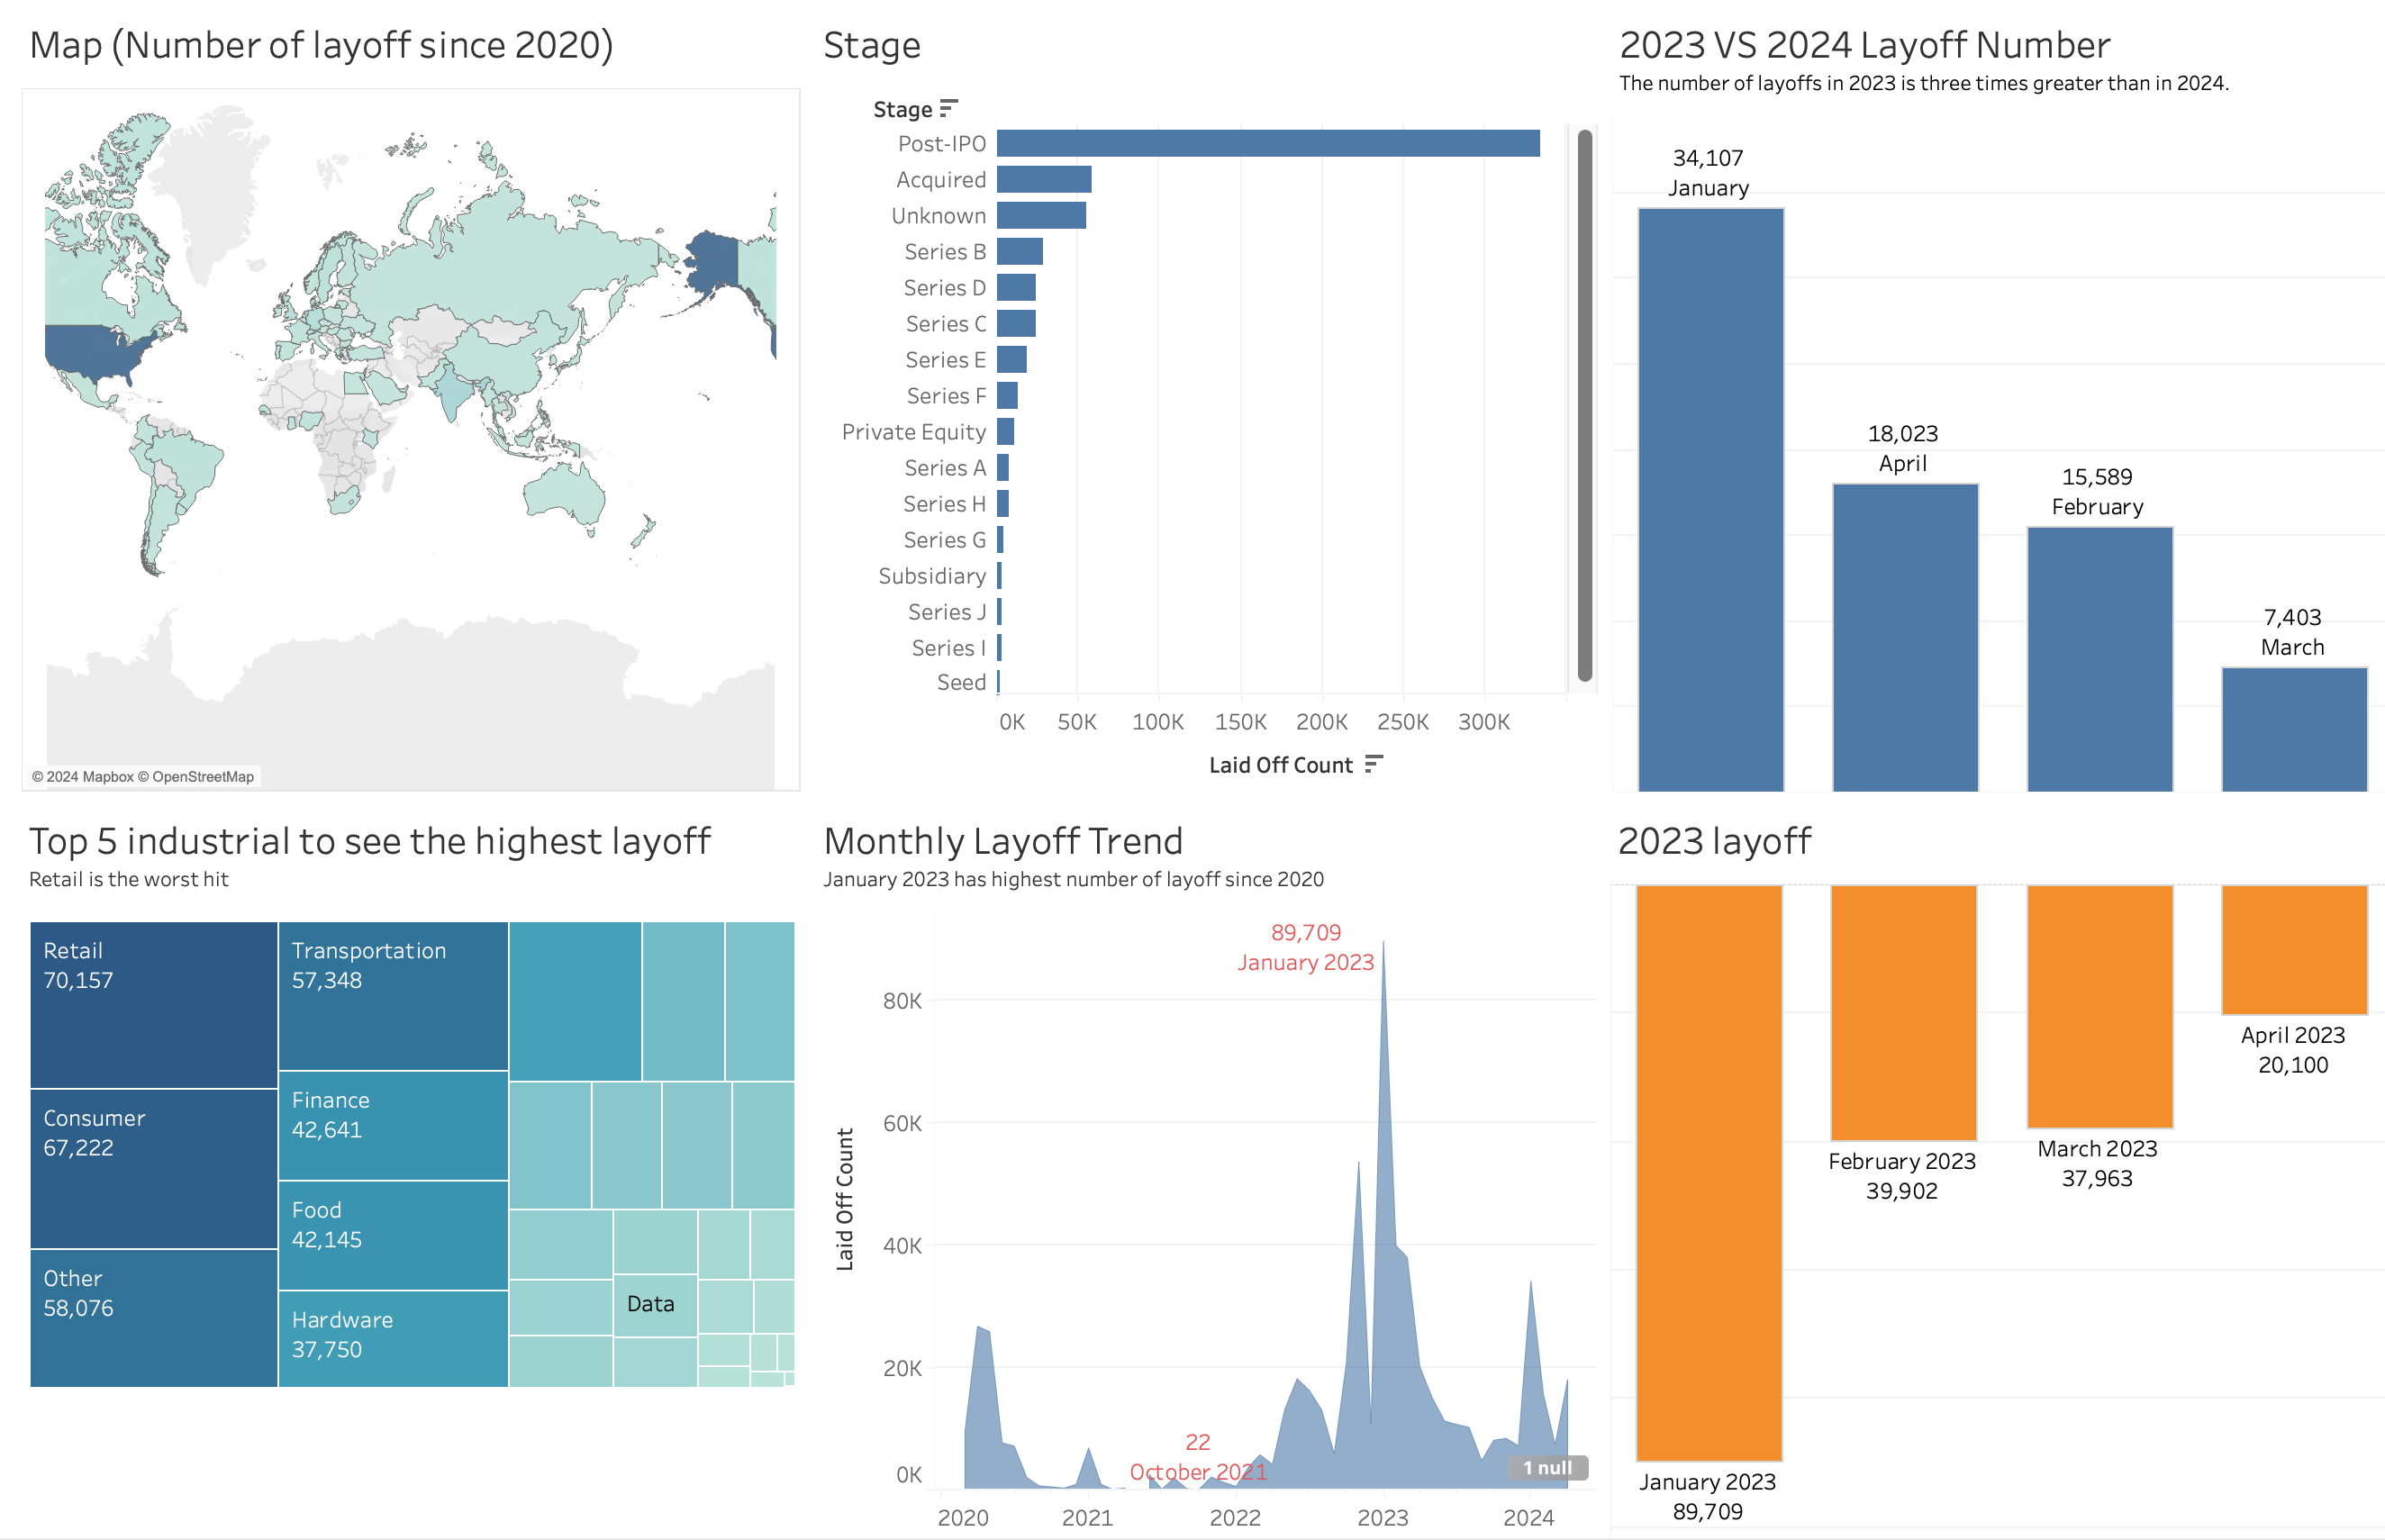 Map (Number of layoff since 2020)
© 2024 Mapbox © OpenStreetMap
Stage
Stage
Post-IPO
Acquired
Unknown
Series B
Series D
Series C
Series E
Series F
Private Equity
Series A
Series H
Series G
Subsidiary
Series J
Series I
Seed
0K 50K 100K 150K 200K 250K 300K
Laid Off Count
2023 VS 2024 Layoff Number
The number of layoffs in 2023 is three times greater than in 2024.
34,107
January
18,023
April
15,589
February
7,403
March
Top 5 industrial to see the highest layoff
Retail is the worst hit
Retail
70,157
Consumer
67,222
Other
58,076
Transportation
57,348
Finance
42,641
Food
42,145
Hardware
37,750
Data
Monthly Layoff Trend
January 2023 has highest number of layoff since 2020
89,709
January 2023
80K
60K
40K
20K
0K
Laid Off Count
22
October 2021
1 null
2020 2021 2022 2023 2024
2023 layoff
April 2023
20,100
March 2023
37,963
February 2023
39,902
January 2023
89,709